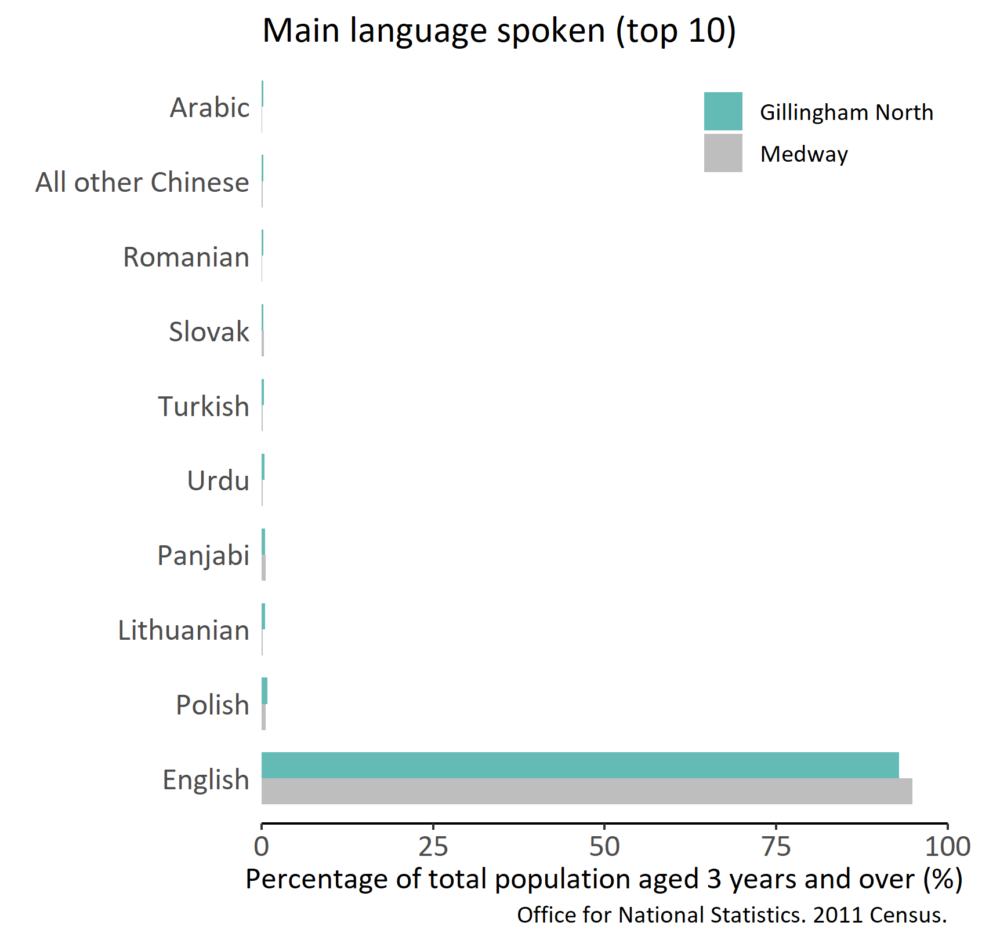 Main language spoken (top 10)
Gillingham North
Medway
Arabic
All other Chinese
Romanian
Slovak
Turkish
Urdu
Panjabi
Lithuanian
Polish
English
0 25 50 75 100
Percentage of total population aged 3 years and over (%)
Office for National Statistics. 2011 Census.